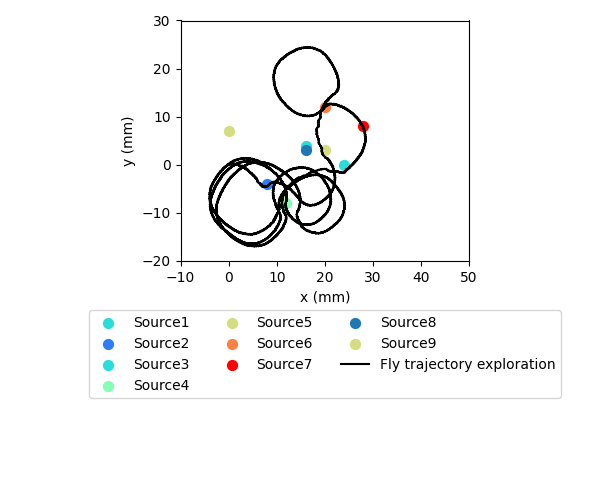 30
20
10
0
−10
−20
y (mm)
−10 0 10 20 30 40 50
x (mm)
Source1 Source5 Source8
Source2 Source6 Source9
Source3 Source7 Fly trajectory exploration
Source4